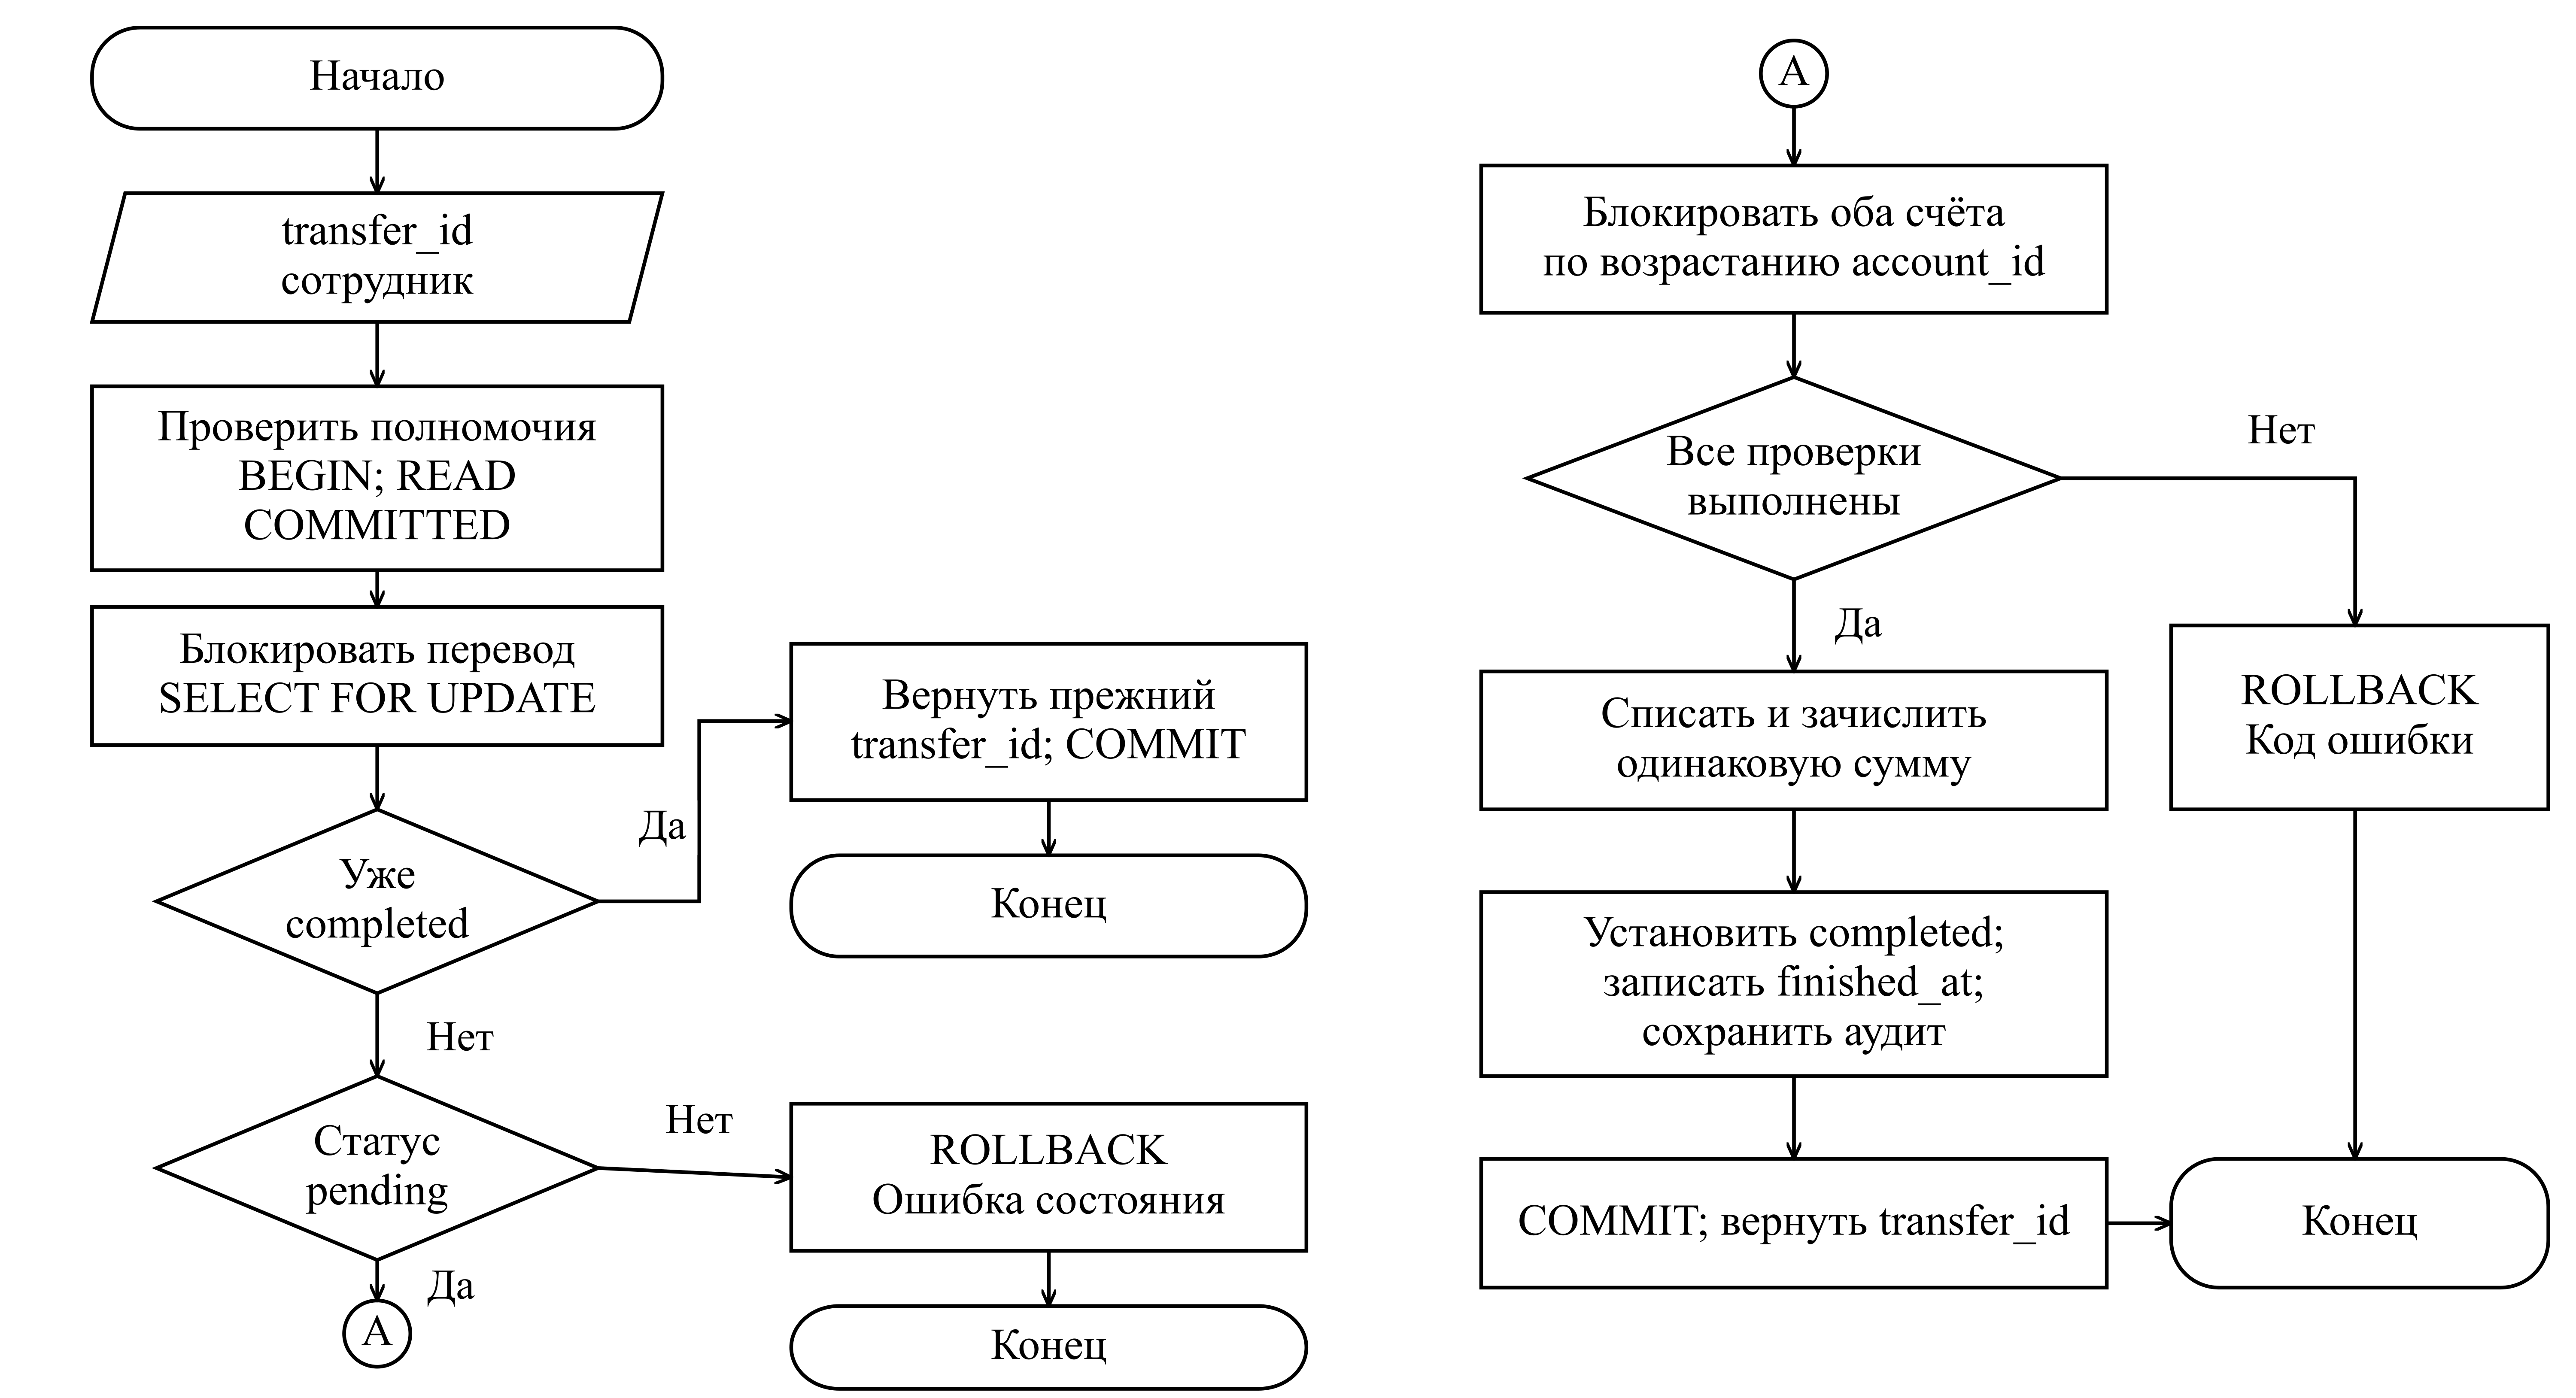 Начало
transfer_id
сотрудник
Проверить полномочия
BEGIN; READ
COMMITTED
Блокировать перевод
SELECT FOR UPDATE
Уже
completed
Да
Вернуть прежний
transfer_id; COMMIT
Конец
Нет
Статус
pending
Нет
ROLLBACK
Ошибка состояния
Конец
Да
А
А
Блокировать оба счёта
по возрастанию account_id
Все проверки
выполнены
Нет
ROLLBACK
Код ошибки
Да
Списать и зачислить
одинаковую сумму
Установить completed;
записать finished_at;
сохранить аудит
COMMIT; вернуть transfer_id
Конец